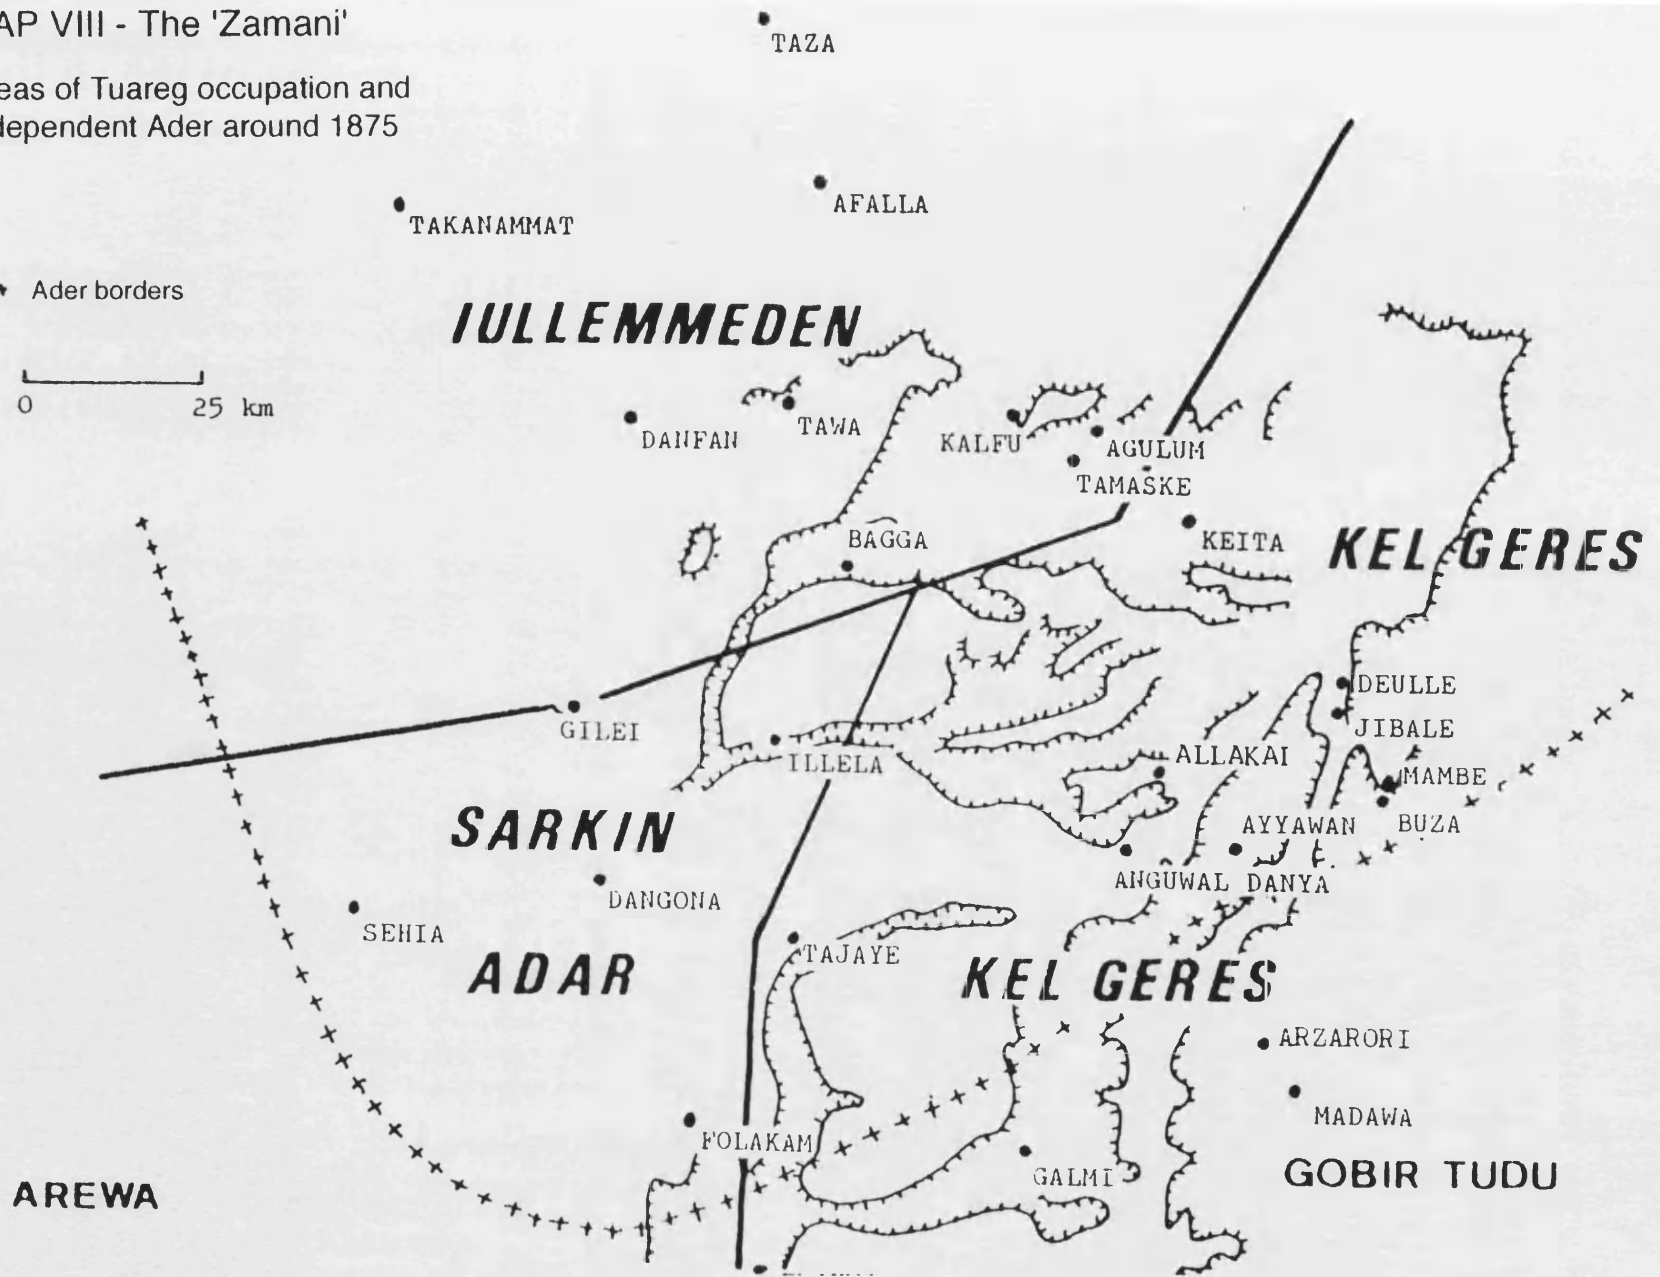 AP VIII - The 'Zamani'
eas of Tuareg occupation and
dependent Ader around 1875
TAZA
AFALLA
TAKANAMMAT
Ader borders
IULLEMMEDEN
0 25 km
DANFAN
TAWA
KALFU
AGULUM
TAMASKE
BAGGA
KEITA
KEL GERES
DEULLE
GILEI
JIBALE
ILLELA
ALLAKAI
MAMBE
SARKIN
AYYAWAN
BUZA
DANGONA
ANGUWAL DANYA
SEHIA
TAJAYE
ADAR
KEL GERES
ARZARORI
MADAWA
FOLAKAM
GALMI
GOBIR TUDU
AREWA